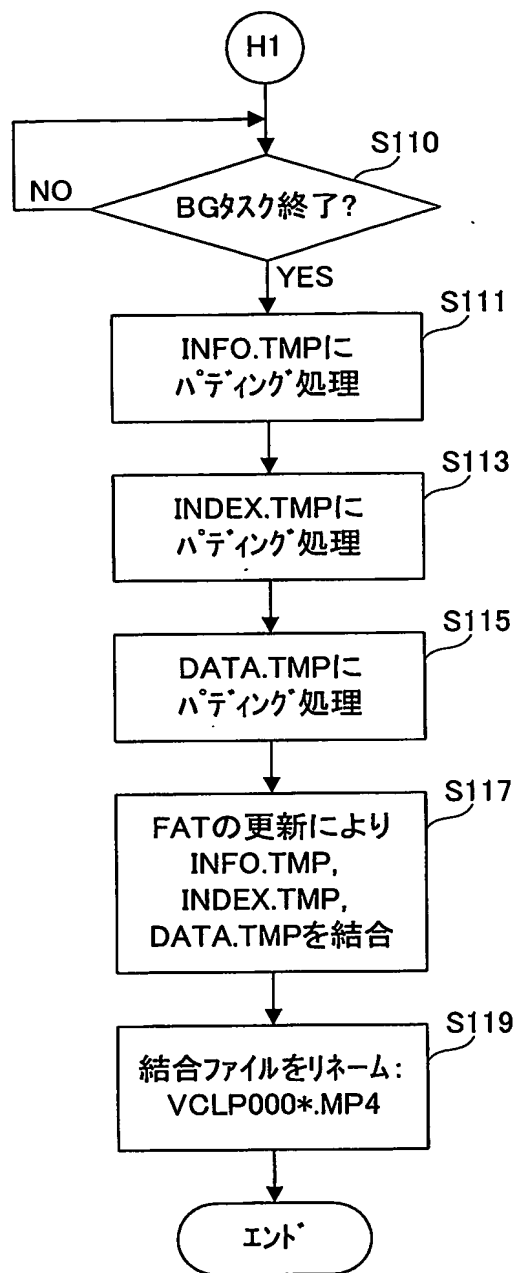 H1
S110
BGタスク終了?
NO
YES
S111
INFO.TMPに
パディング処理
S113
INDEX.TMPに
パディング処理
S115
DATA.TMPに
パディング処理
S117
FATの更新により
INFO.TMP,
INDEX.TMP,
DATA.TMPを結合
S119
結合ファイルをリネーム:
VCLP000*.MP4
エンド